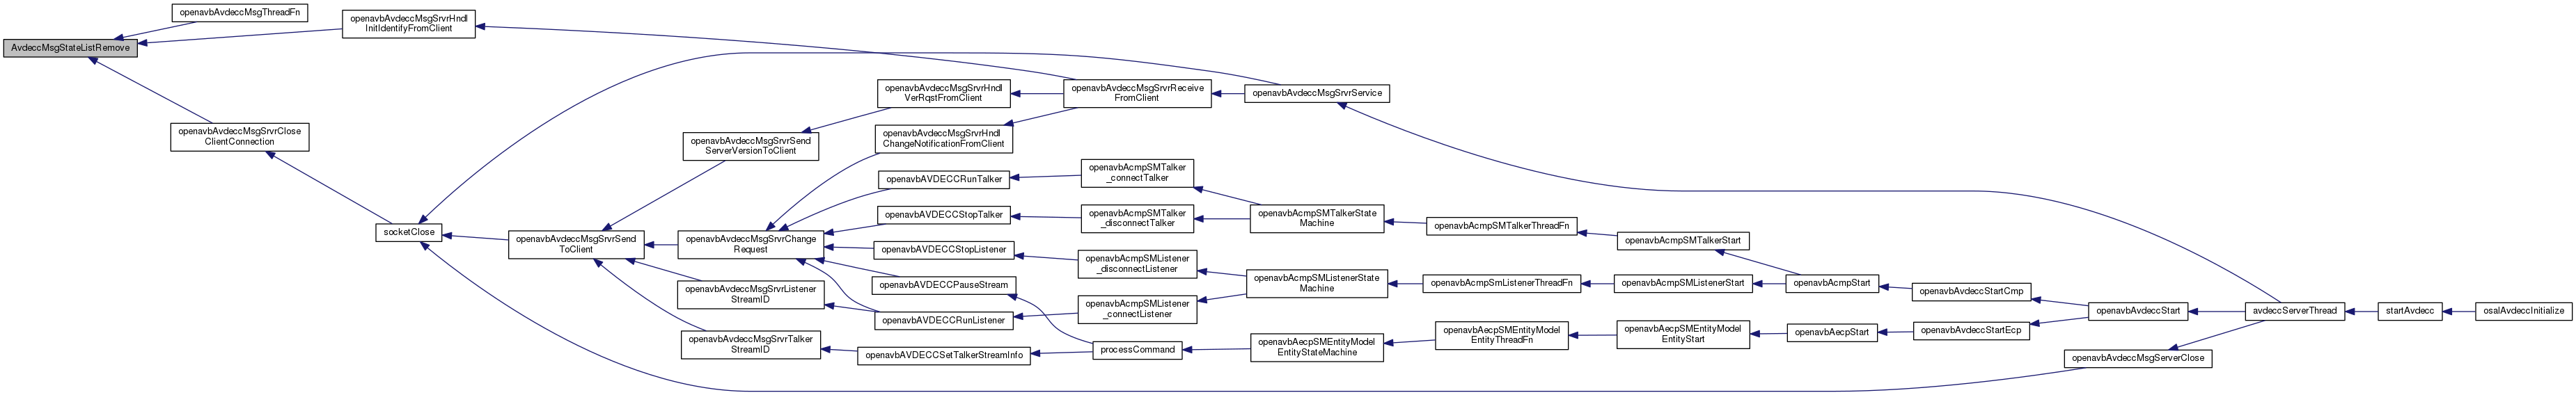 AvdeccMsgStateListRemove
openavbAvdeccMsgThreadFn
openavbAvdeccMsgSrvrHndl
InitIdentifyFromClient
openavbAvdeccMsgSrvrClose
ClientConnection
socketClose
openavbAvdeccMsgSrvrSend
ToClient
openavbAvdeccMsgSrvrSend
ServerVersionToClient
openavbAvdeccMsgSrvrChange
Request
openavbAvdeccMsgSrvrListener
StreamID
openavbAvdeccMsgSrvrTalker
StreamID
openavbAvdeccMsgSrvrHndl
VerRqstFromClient
openavbAvdeccMsgSrvrHndl
ChangeNotificationFromClient
openavbAVDECCRunTalker
openavbAVDECCStopTalker
openavbAVDECCStopListener
openavbAVDECCPauseStream
openavbAVDECCRunListener
openavbAVDECCSetTalkerStreamInfo
openavbAvdeccMsgSrvrReceive
FromClient
openavbAcmpSMTalker
_connectTalker
openavbAcmpSMTalker
_disconnectTalker
openavbAcmpSMListener
_disconnectListener
openavbAcmpSMListener
_connectListener
processCommand
openavbAvdeccMsgSrvrService
openavbAcmpSMTalkerState
Machine
openavbAcmpSMListenerState
Machine
openavbAecpSMEntityModel
EntityStateMachine
openavbAcmpSMTalkerThreadFn
openavbAcmpSmListenerThreadFn
openavbAecpSMEntityModel
EntityThreadFn
openavbAcmpSMTalkerStart
openavbAcmpSMListenerStart
openavbAecpSMEntityModel
EntityStart
openavbAcmpStart
openavbAecpStart
openavbAvdeccStartCmp
openavbAvdeccStartEcp
openavbAvdeccStart
openavbAvdeccMsgServerClose
avdeccServerThread
startAvdecc
osalAvdeccInitialize